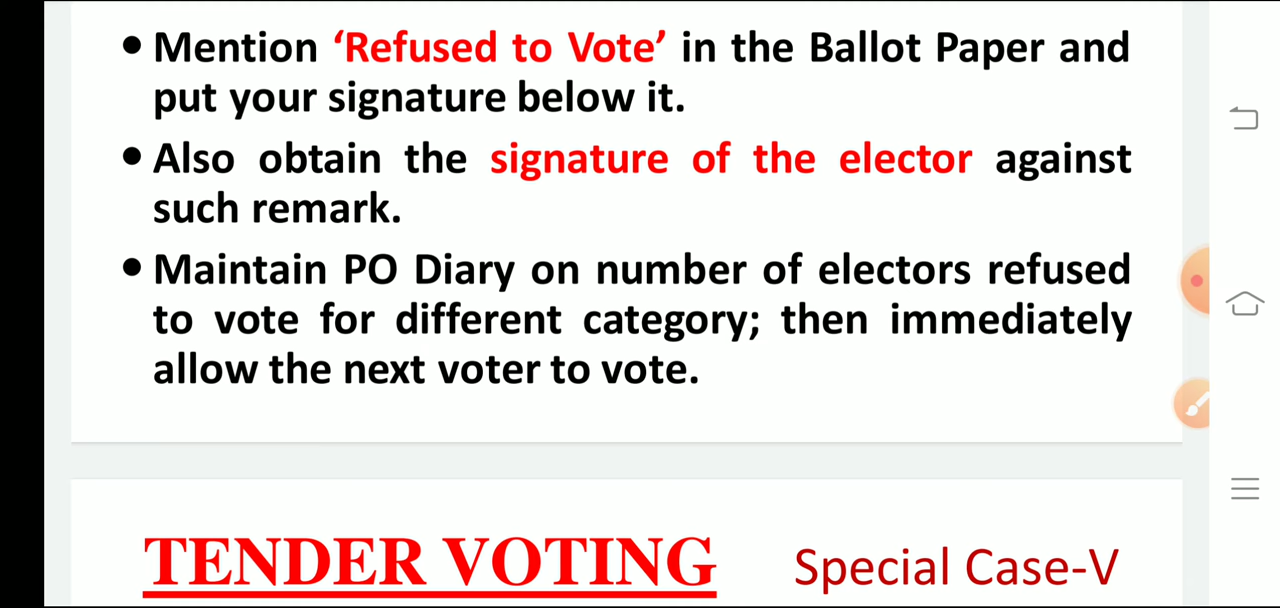 • Mention ‘Refused to Vote’ in the Ballot Paper and
put your signature below it.
• Also obtain the signature of the elector against
such remark.
• Maintain PO Diary on number of electors refused
to vote for different category; then immediately
allow the next voter to vote.
TENDER VOTING Special Case-V